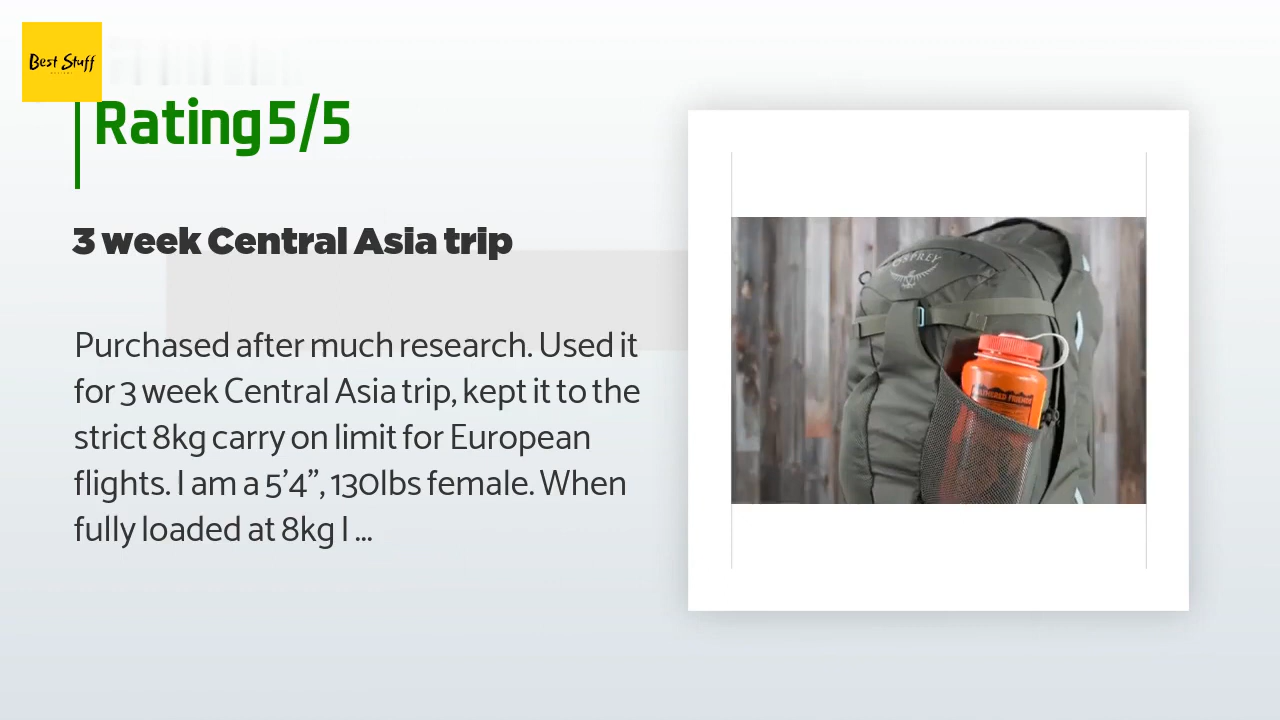 Best Stuff
Rating 5/5
3 week Central Asia trip
Purchased after much research. Used it
for 3 week Central Asia trip, kept it to the
strict 8kg carry on limit for European
flights. I am a 5’4”, 130lbs female. When
fully loaded at 8kg I ...
OSPREY
FEATHERED FRIENDS